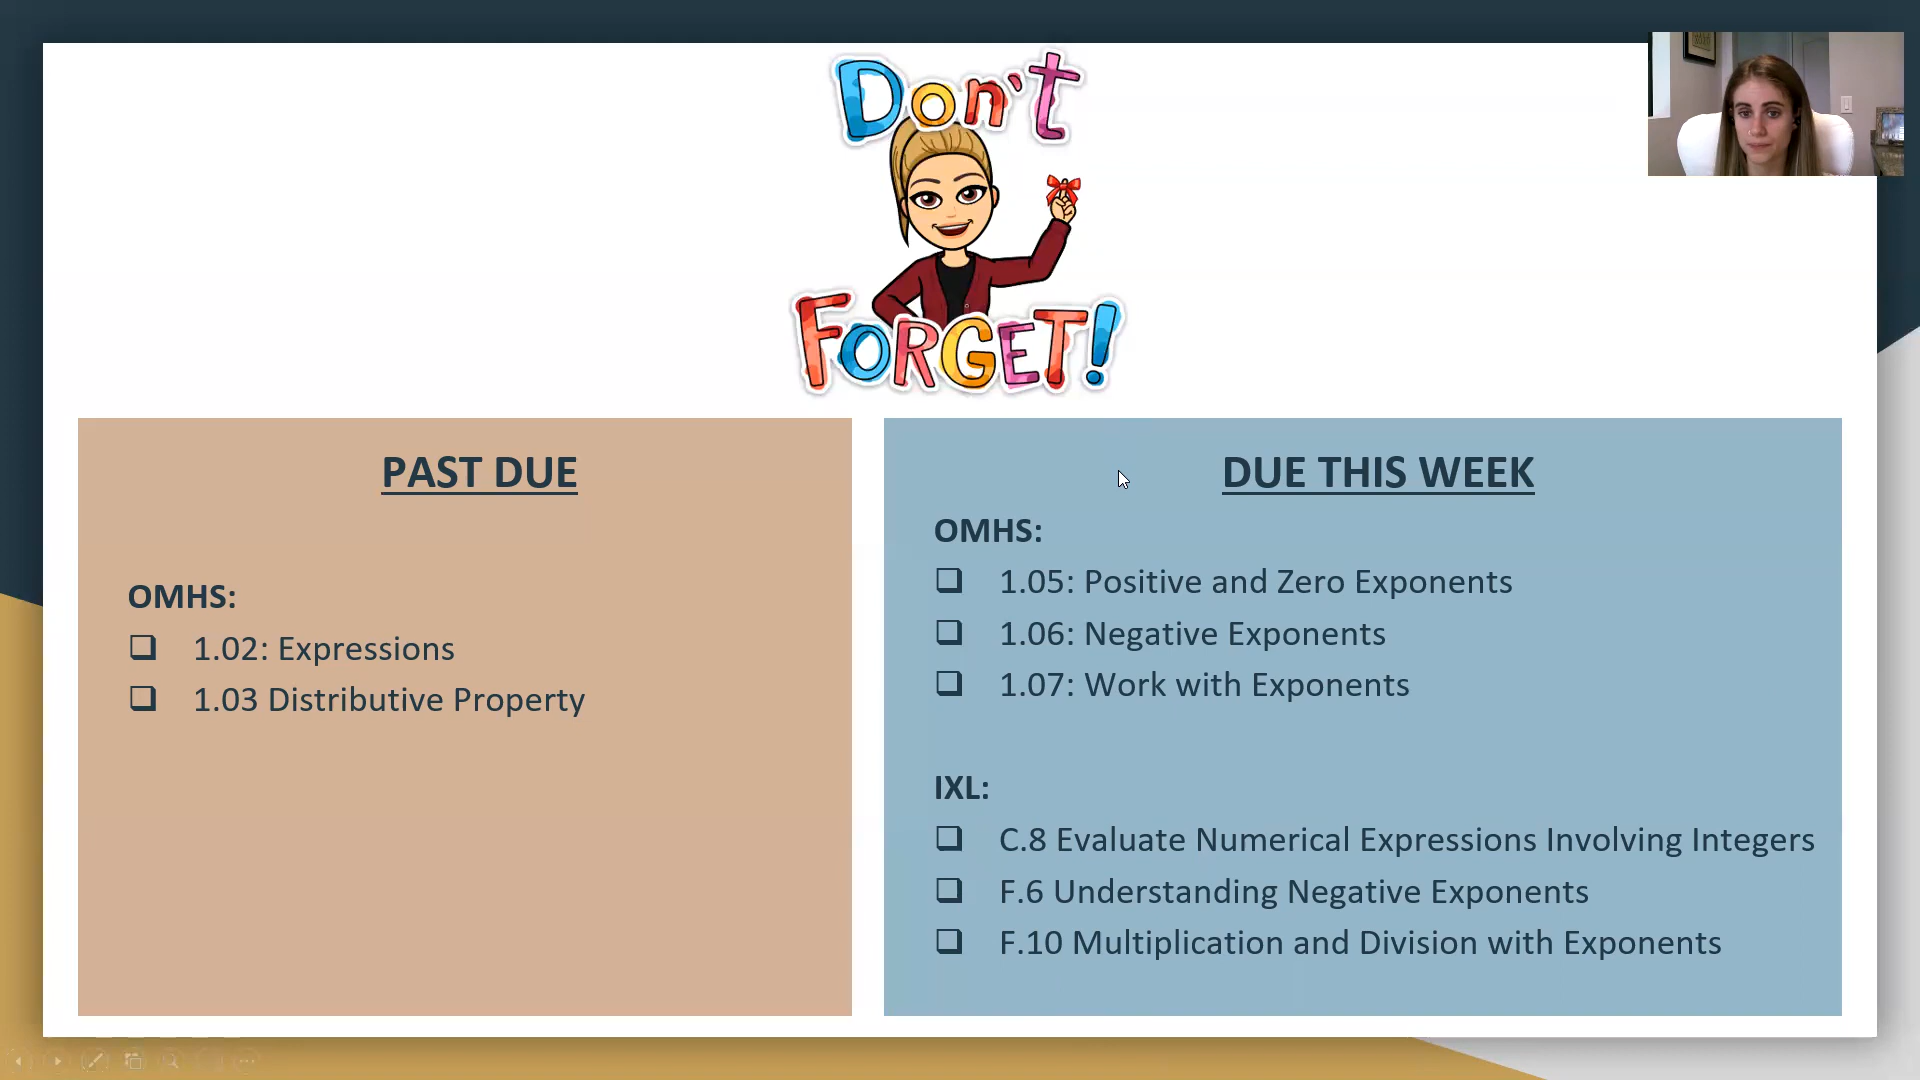 Don't
FORGET!
PAST DUE
OMHS:
1.02: Expressions
1.03 Distributive Property
DUE THIS WEEK
OMHS:
1.05: Positive and Zero Exponents
1.06: Negative Exponents
1.07: Work with Exponents
IXL:
C.8 Evaluate Numerical Expressions Involving Integers
F.6 Understanding Negative Exponents
F.10 Multiplication and Division with Exponents